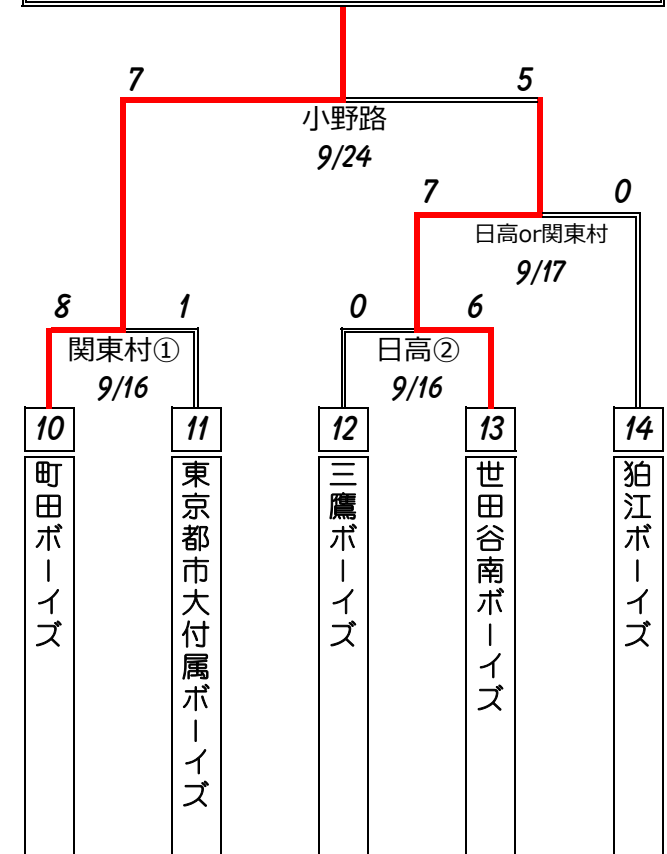 7
5
小野路
9/24
7
0
日高or関東村
9/17
8
1
0
6
関東村①
日高②
9/16
9/16
10
11
12
13
14
町田ボーイズ
東京都市大付属ボーイズ
三鷹ボーイズ
世田谷南ボーイズ
狛江ボーイズ